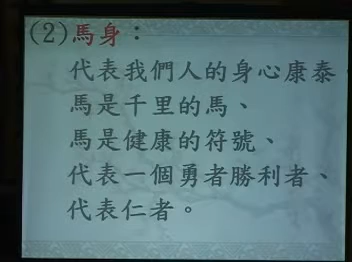 (2)馬身：
代表我們人的身心康泰、
馬是千里的馬、
馬是健康的符號、
代表一個勇者勝利者、
代表仁者。